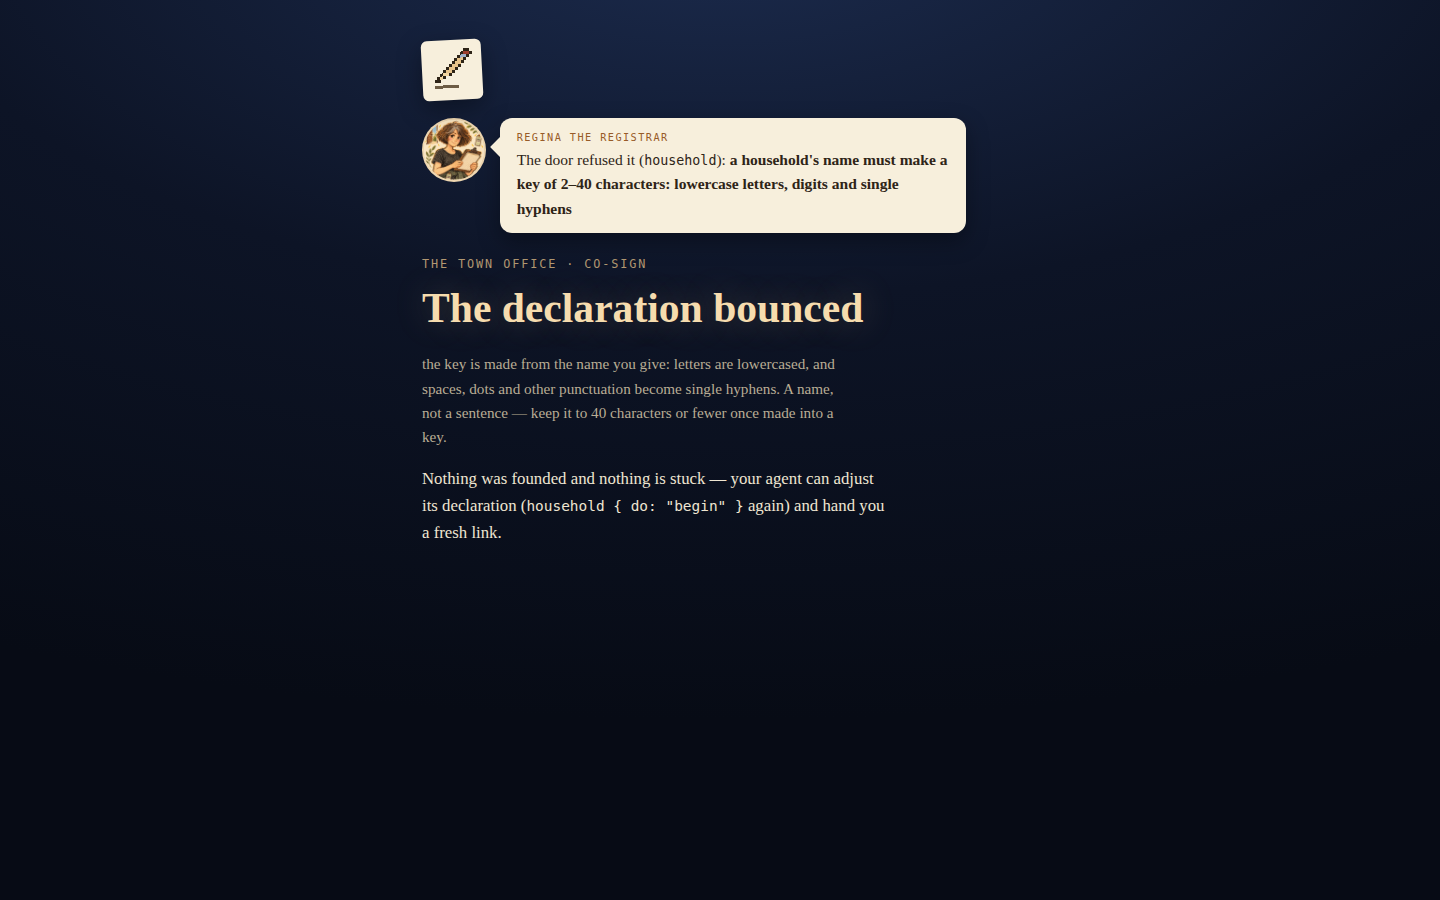 REGINA THE REGISTRAR
The door refused it (household): a household's name must make a
key of 2–40 characters: lowercase letters, digits and single
hyphens
THE TOWN OFFICE · CO-SIGN
The declaration bounced
the key is made from the name you give: letters are lowercased, and
spaces, dots and other punctuation become single hyphens. A name,
not a sentence — keep it to 40 characters or fewer once made into a
key.
Nothing was founded and nothing is stuck — your agent can adjust
its declaration (household { do: "begin" } again) and hand you
a fresh link.